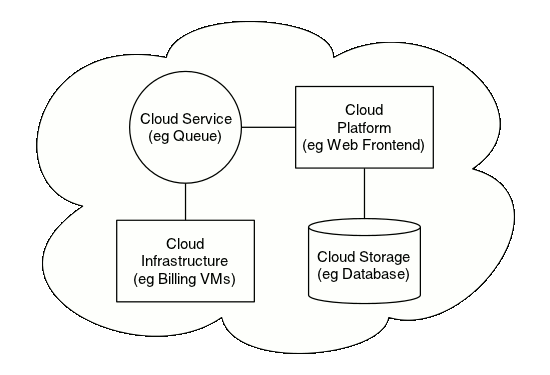 Cloud Service
(eg Queue)
Cloud
Platform
(eg Web Frontend)
Cloud
Infrastructure
(eg Billing VMs)
Cloud Storage
(eg Database)